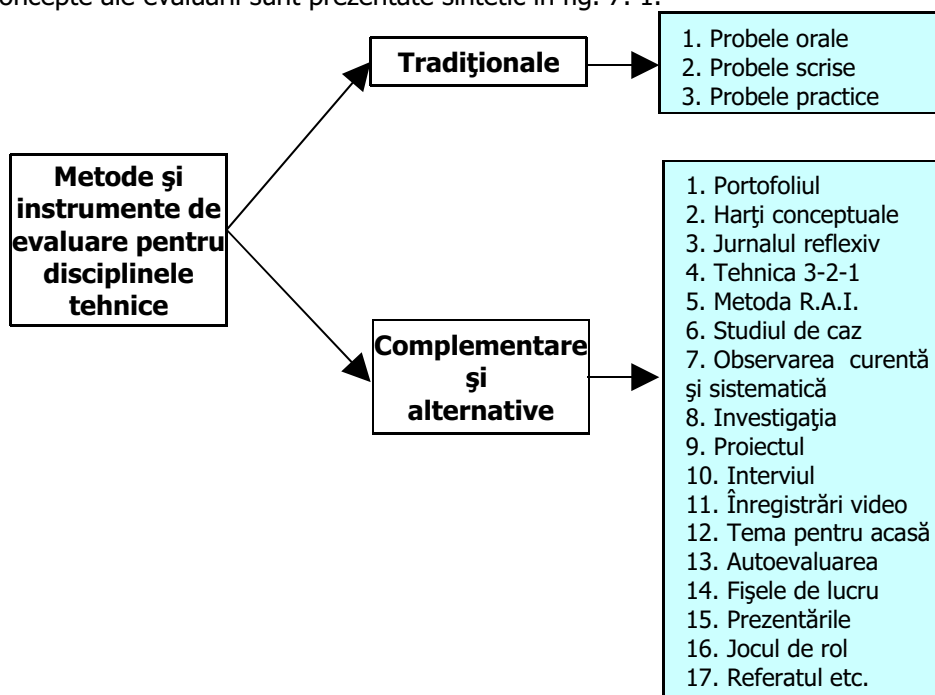 concepte ale evaluării sunt prezentate sintetic în fig. 7. 1.
Tradiţionale
1. Probele orale
2. Probele scrise
3. Probele practice
Metode şi
instrumente de
evaluare pentru
disciplinele
tehnice
Complementare
şi
alternative
1. Portofoliul
2. Harţi conceptuale
3. Jurnalul reflexiv
4. Tehnica 3-2-1
5. Metoda R.A.I.
6. Studiul de caz
7. Observarea curentă
şi sistematică
8. Investigaţia
9. Proiectul
10. Interviul
11. Înregistrări video
12. Tema pentru acasă
13. Autoevaluarea
14. Fişele de lucru
15. Prezentările
16. Jocul de rol
17. Referatul etc.